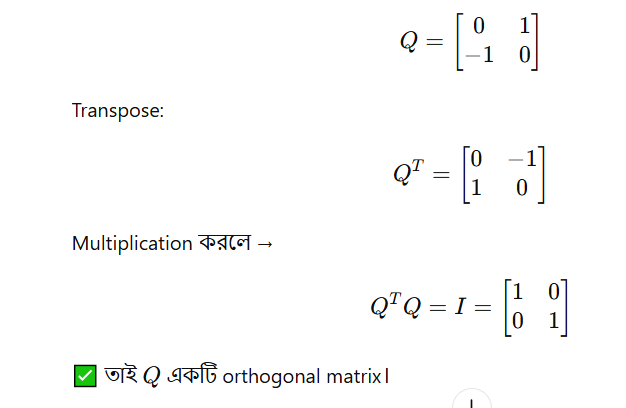 Q = [0 1; −1 0]
Transpose:
Q^T = [0 −1; 1 0]
Multiplication করলে →
Q^T Q = I = [1 0; 0 1]
✅ তাই Q একটি orthogonal matrix।